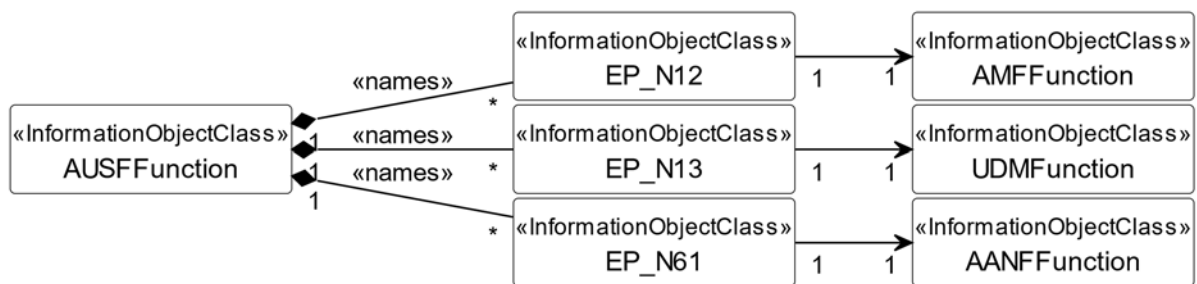 «InformationObjectClass»
AUSFFunction
«names»
1
*
«names»
1
*
«names»
1
*
«InformationObjectClass»
EP_N12
1
1
«InformationObjectClass»
AMFFunction
«InformationObjectClass»
EP_N13
1
1
«InformationObjectClass»
UDMFunction
«InformationObjectClass»
EP_N61
1
1
«InformationObjectClass»
AANFFunction